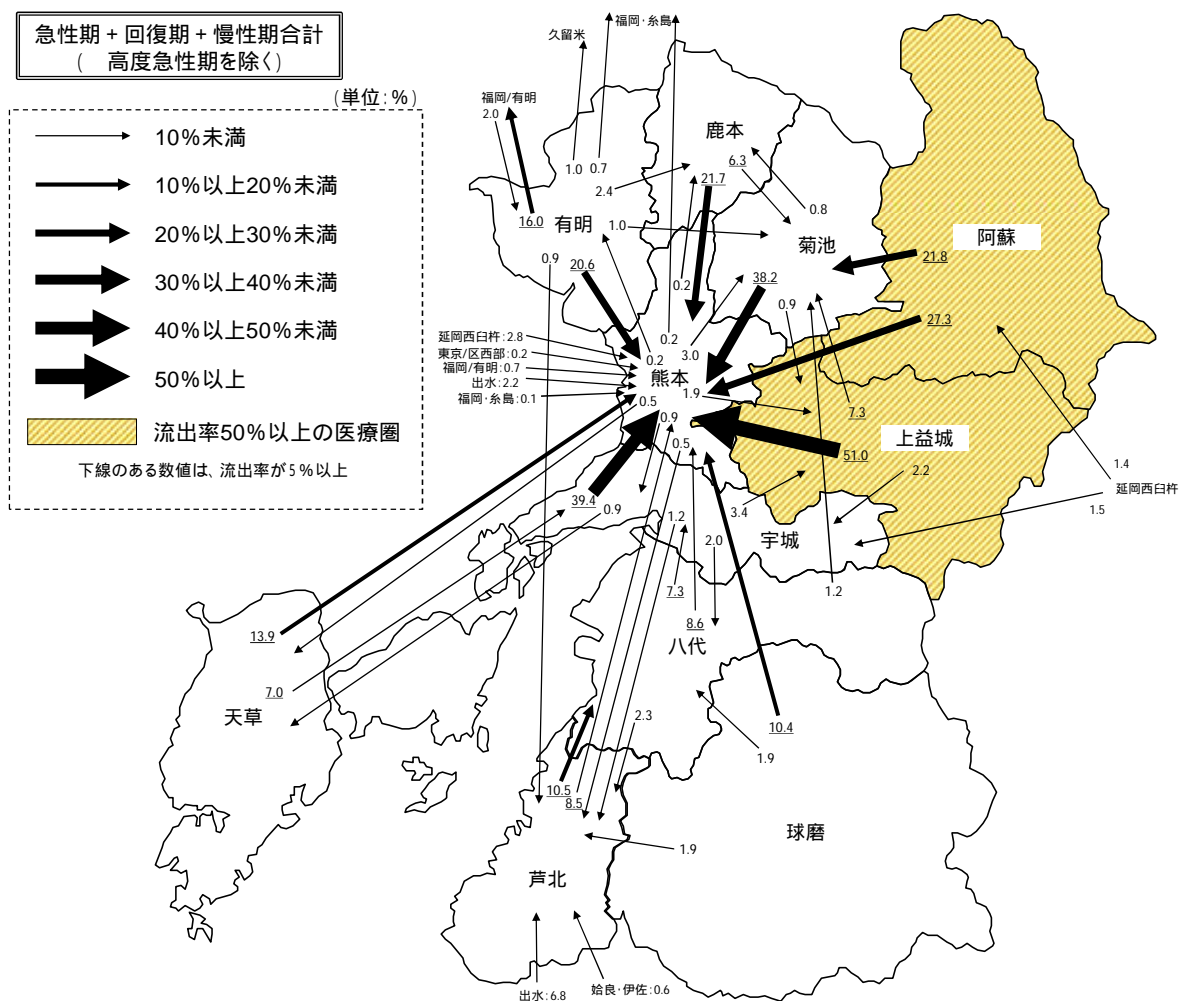 急性期+回復期+慢性期合計
( 高度急性期を除く)
(単位:%)
10%未満
10%以上20%未満
20%以上30%未満
30%以上40%未満
40%以上50%未満
50%以上
流出率50%以上の医療圏
下線のある数値は、流出率が5%以上
福岡・糸島
久留米
福岡/有明
2.0
16.0
1.0
0.7
2.4
有明
1.0
0.9
20.6
鹿本
6.3
21.7
0.8
菊池
38.2
0.2
0.2
3.0
0.9
阿蘇
21.8
27.3
7.3
延岡西臼杵:2.8
東京/区西部:0.2
福岡/有明:0.7
出水:2.2
福岡・糸島:0.1
0.2
熊本
1.9
0.5
0.9
0.5
上益城
51.0
2.2
3.4
1.4
延岡西臼杵
1.5
39.4
0.9
1.2
2.0
宇城
1.2
7.3
8.6
八代
13.9
7.0
天草
10.4
1.9
2.3
10.5
8.5
1.9
球磨
芦北
出水:6.8
姶良・伊佐:0.6